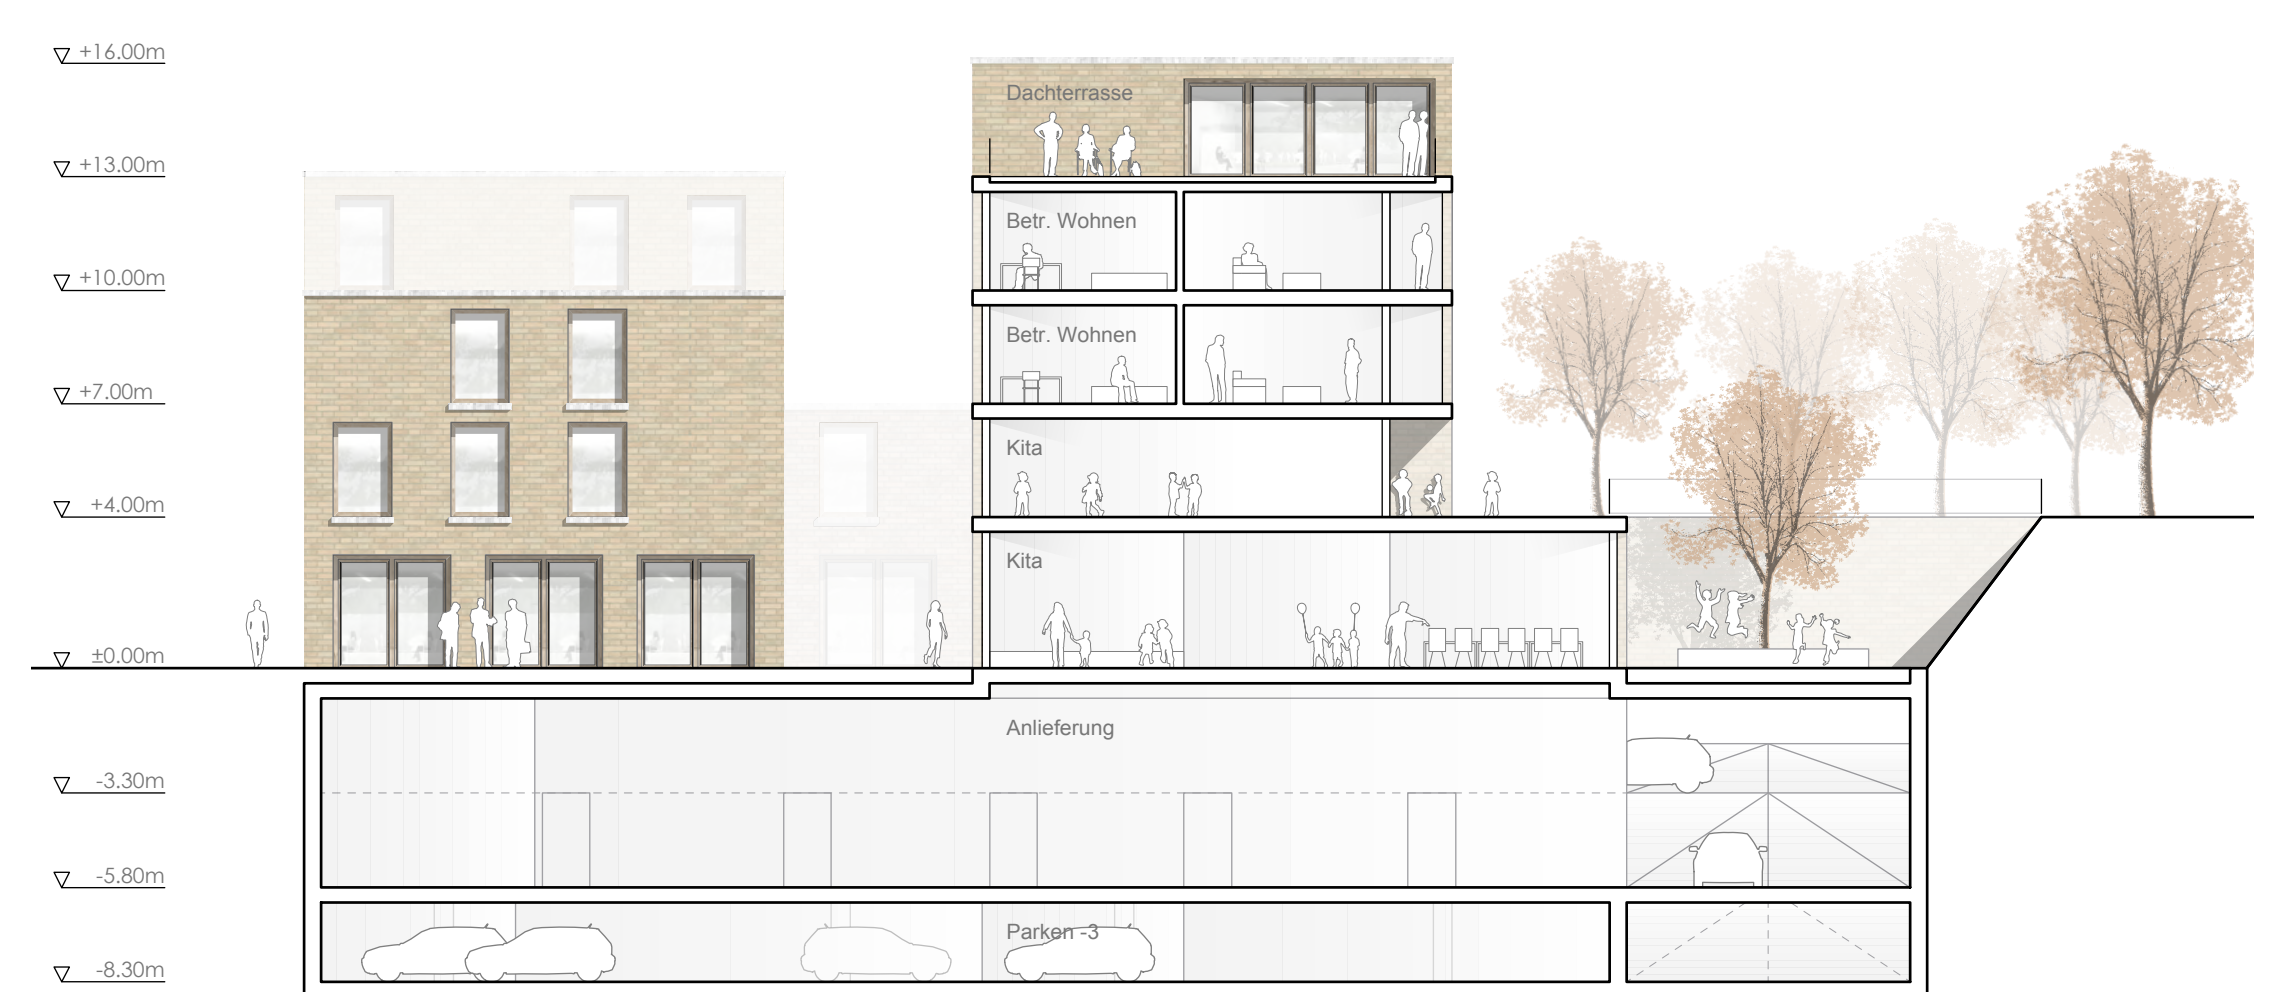 +16.00m
Dachterrasse
+13.00m
Betr. Wohnen
+10.00m
Betr. Wohnen
+7.00m
Kita
+4.00m
Kita
±0.00m
Anlieferung
-3.30m
-5.80m
Parken -3
-8.30m